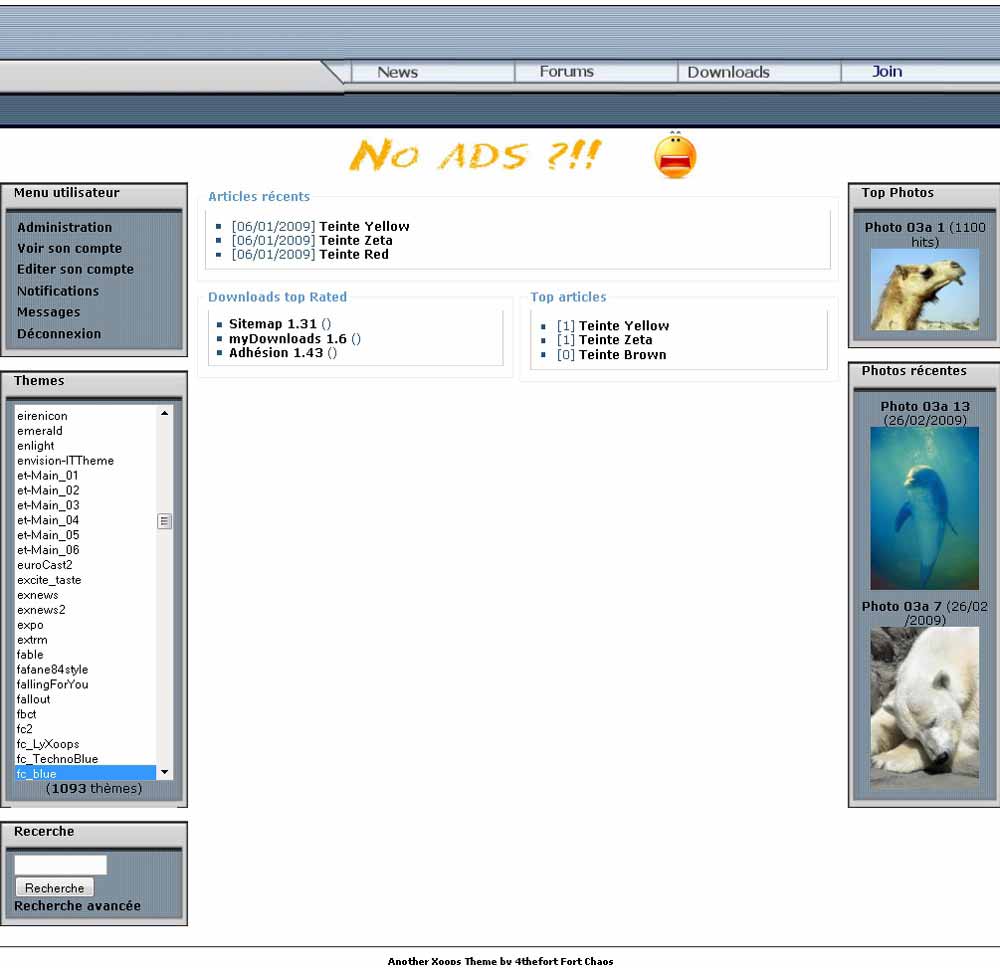 News Forums Downloads Join
No ADS ?!!
Menu utilisateur
Administration
Voir son compte
Editer son compte
Notifications
Messages
Déconnexion
Themes
eirenicon
emerald
enlight
envision-ITTheme
et-Main_01
et-Main_02
et-Main_03
et-Main_04
et-Main_05
et-Main_06
euroCast2
excite_taste
exnews
exnews2
expo
extrm
fable
fafane84style
fallingForYou
fallout
fbct
fc2
fc_LyXoops
fc_TechnoBlue
fc_blue
(1093 thèmes)
Recerche
Recherche
Recherche avancée
Articles récents
[06/01/2009] Teinte Yellow
[06/01/2009] Teinte Zeta
[06/01/2009] Teinte Red
Downloads top Rated
Sitemap 1.31 ()
myDownloads 1.6 ()
Adhésion 1.43 ()
Top articles
[1] Teinte Yellow
[1] Teinte Zeta
[0] Teinte Brown
Top Photos
Photo 03a 1 (1100
hits)
Photos récentes
Photo 03a 13
(26/02/2009)
Photo 03a 7 (26/02
/2009)
Another Xoops Theme by 4thefort Fort Chaos